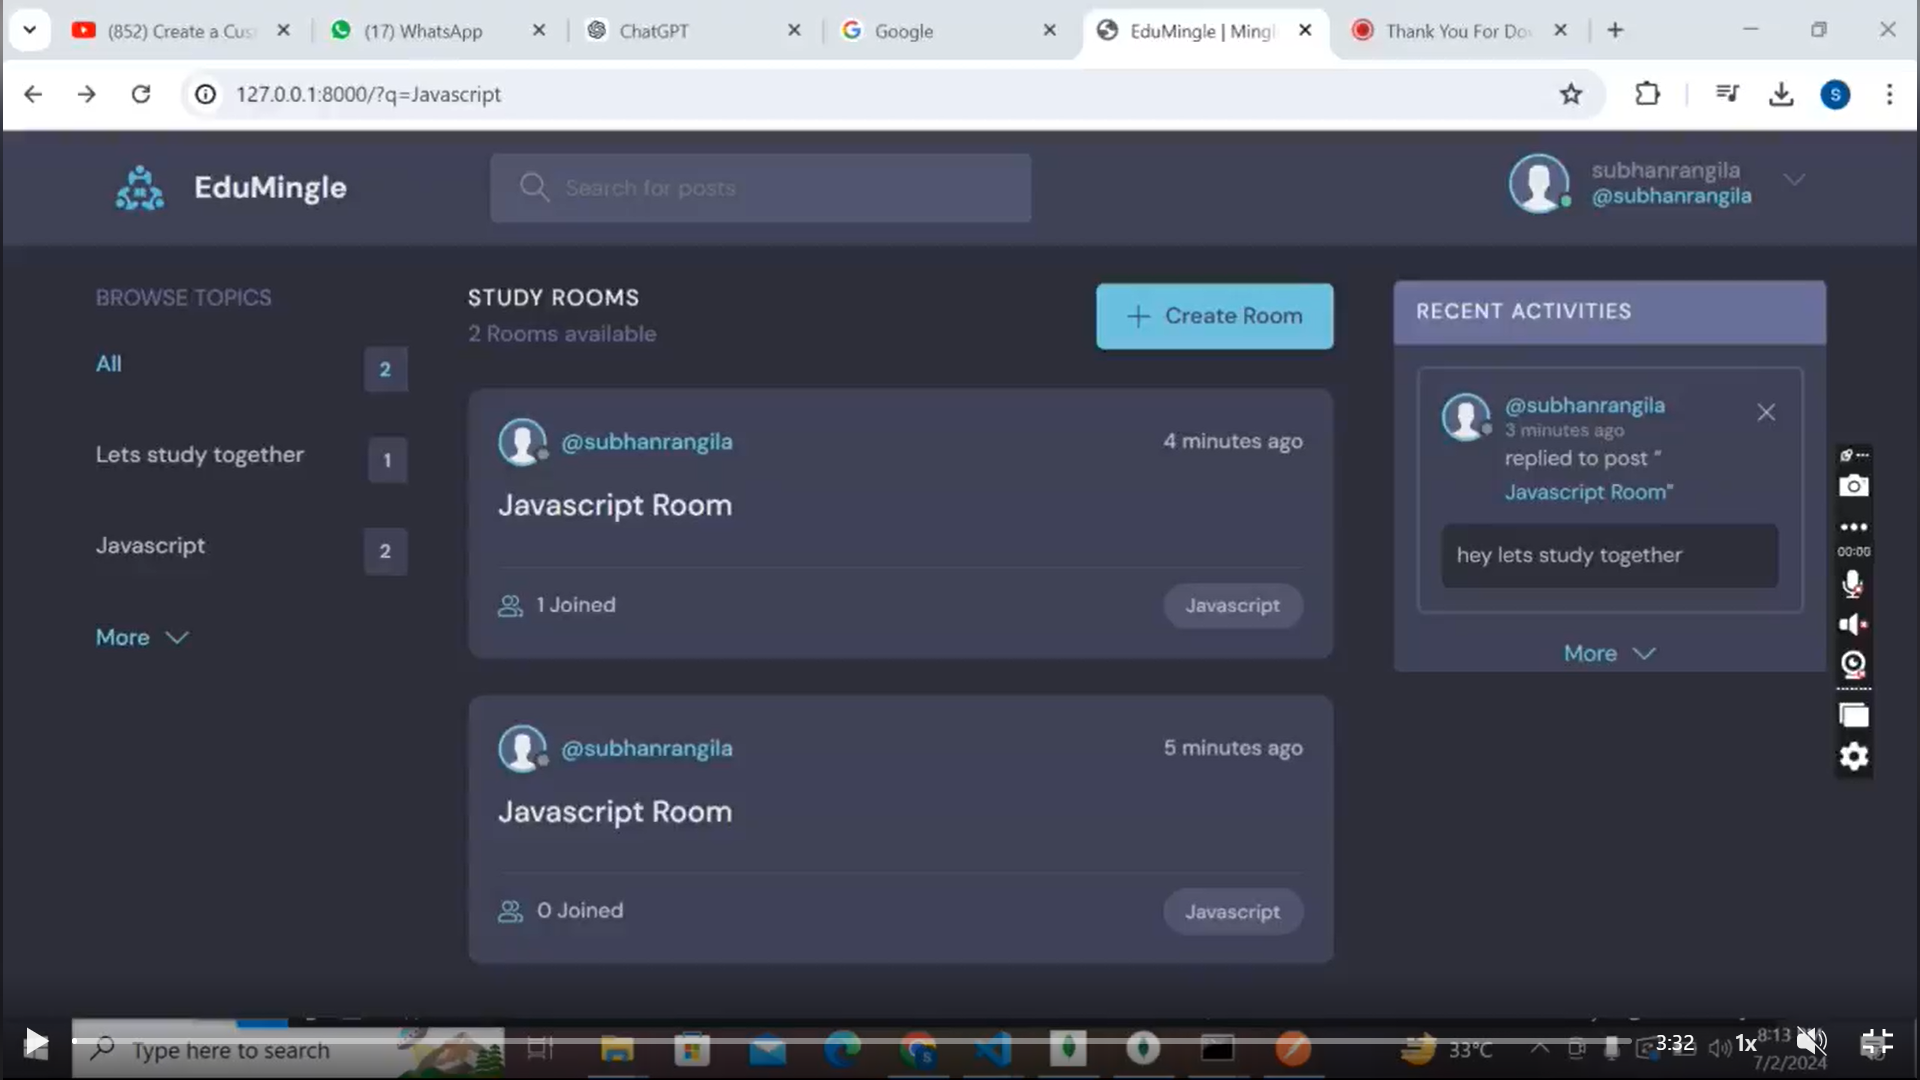 (852) Create a Cus
(17) WhatsApp
ChatGPT
Google
EduMingle | Mingl
Thank You For Do
127.0.0.1:8000/?q=Javascript
S
EduMingle
Search for posts
subhanrangila
@subhanrangila
BROWSE TOPICS
All
2
Lets study together
1
Javascript
2
More
STUDY ROOMS
2 Rooms available
+ Create Room
@subhanrangila
4 minutes ago
Javascript Room
1 Joined
Javascript
@subhanrangila
5 minutes ago
Javascript Room
0 Joined
Javascript
RECENT ACTIVITIES
@subhanrangila
3 minutes ago
replied to post “
Javascript Room"
hey lets study together
More
00:00
Type here to search
33°C
3:32
1x
8:13
7/2/2024